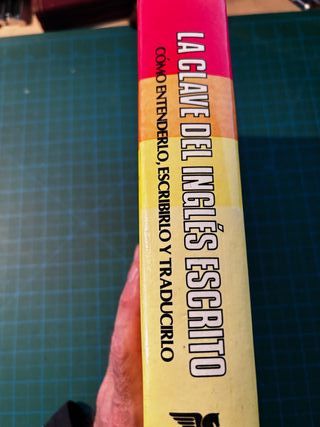 LA CLAVE DEL INGLÉS ESCRITO
CÓMO ENTENDERLO, ESCRIBIRLO Y TRADUCIRLO